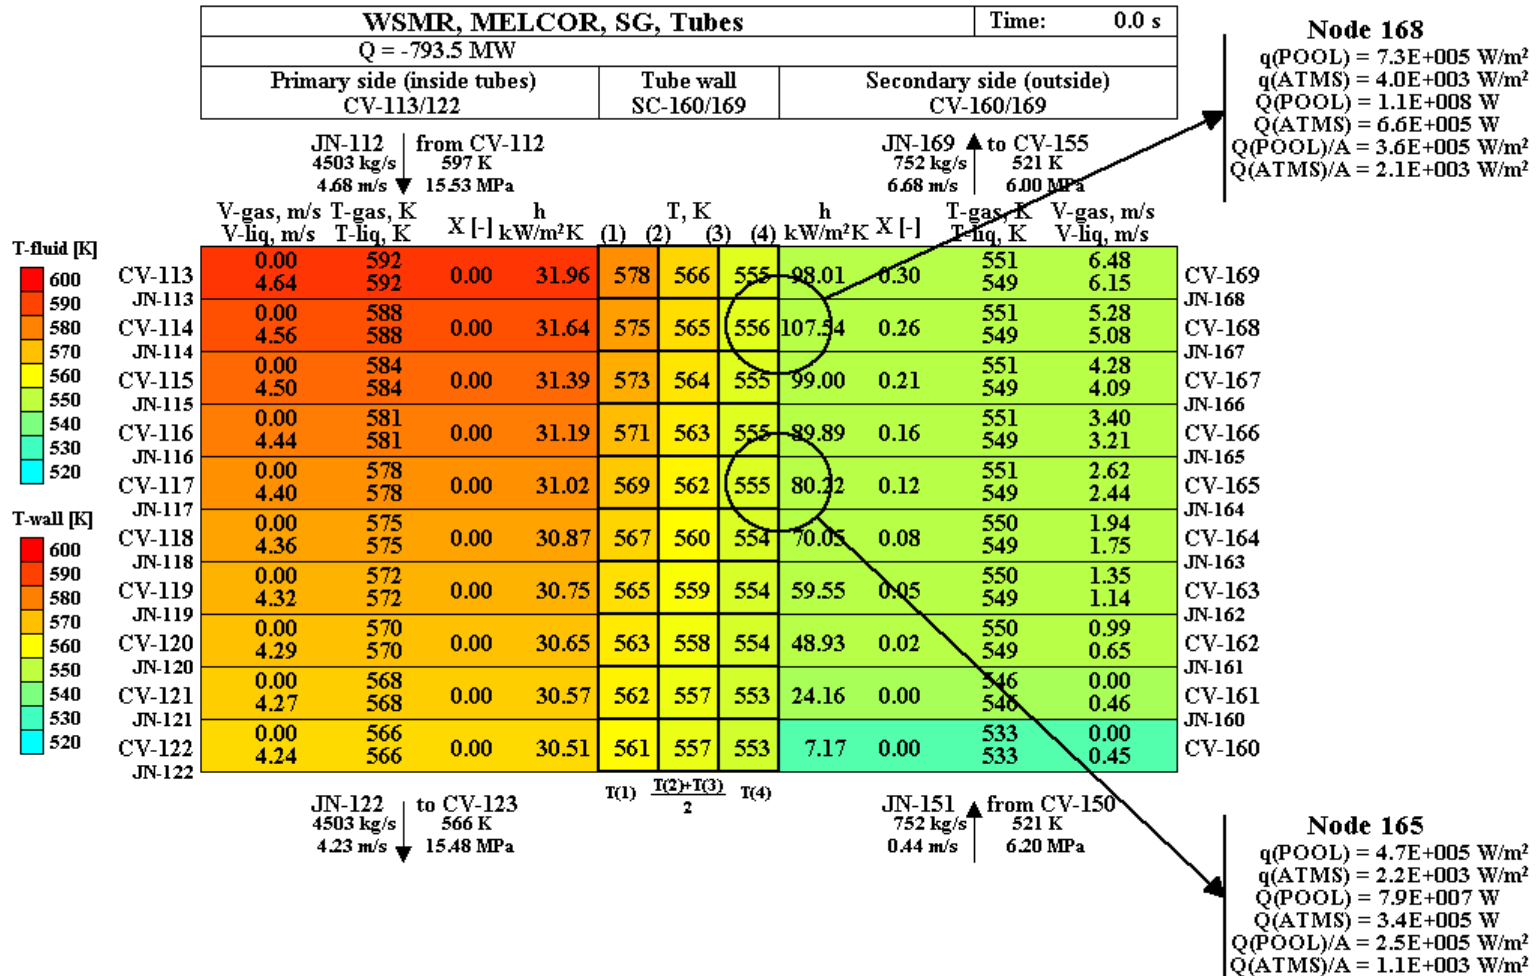 WSMR, MELCOR, SG, Tubes Time: 0.0 s
Q = -793.5 MW
Primary side (inside tubes) Tube wall Secondary side (outside)
CV-113/122 SC-160/169 CV-160/169
Node 168
q(POOL) = 7.3E+005 W/m²
q(ATMS) = 4.0E+003 W/m²
Q(POOL) = 1.1E+008 W
Q(ATMS) = 6.6E+005 W
Q(POOL)/A = 3.6E+005 W/m²
Q(ATMS)/A = 2.1E+003 W/m²
JN-112 from CV-112 JN-169 to CV-155
4503 kg/s 597 K 752 kg/s 521 K
4.68 m/s 15.53 MPa 6.68 m/s 6.00 MPa
V-gas, m/s T-gas, K X [-] h T, K h X [-] T-gas, K V-gas, m/s
V-liq, m/s T-liq, K kW/m²K (1) (2) (3) (4) kW/m²K T-liq, K V-liq, m/s
T-fluid [K]
600
590
580
570
560
550
540
530
520
T-wall [K]
600
590
580
570
560
550
540
530
520
0.00 592 551 6.48
CV-113 0.00 31.96 578 566 555 98.01 0.30 CV-169
4.64 592 549 6.15
JN-113 JN-168
0.00 588 551 5.28
CV-114 0.00 31.64 575 565 556 107.54 0.26 CV-168
4.56 588 549 5.08
JN-114 JN-167
0.00 584 551 4.28
CV-115 0.00 31.39 573 564 555 99.00 0.21 CV-167
4.50 584 549 4.09
JN-115 JN-166
0.00 581 551 3.40
CV-116 0.00 31.19 571 563 555 89.89 0.16 CV-166
4.44 581 549 3.21
JN-116 JN-165
0.00 578 551 2.62
CV-117 0.00 31.02 569 562 555 80.22 0.12 CV-165
4.40 578 549 2.44
JN-117 JN-164
0.00 575 550 1.94
CV-118 0.00 30.87 567 560 554 70.05 0.08 CV-164
4.36 575 549 1.75
JN-118 JN-163
0.00 572 550 1.35
CV-119 0.00 30.75 565 559 554 59.55 0.05 CV-163
4.32 572 549 1.14
JN-119 JN-162
0.00 570 550 0.99
CV-120 0.00 30.65 563 558 554 48.93 0.02 CV-162
4.29 570 549 0.65
JN-120 JN-161
0.00 568 546 0.00
CV-121 0.00 30.57 562 557 553 24.16 0.00 CV-161
4.27 568 546 0.46
JN-121 JN-160
0.00 566 533 0.00
CV-122 0.00 30.51 561 557 553 7.17 0.00 CV-160
4.24 566 533 0.45
JN-122
T(1) T(2)+T(3) T(4)
2
JN-122 to CV-123 JN-151 from CV-150
4503 kg/s 566 K 752 kg/s 521 K
4.23 m/s 15.48 MPa 0.44 m/s 6.20 MPa
Node 165
q(POOL) = 4.7E+005 W/m²
q(ATMS) = 2.2E+003 W/m²
Q(POOL) = 7.9E+007 W
Q(ATMS) = 3.4E+005 W
Q(POOL)/A = 2.5E+005 W/m²
Q(ATMS)/A = 1.1E+003 W/m²